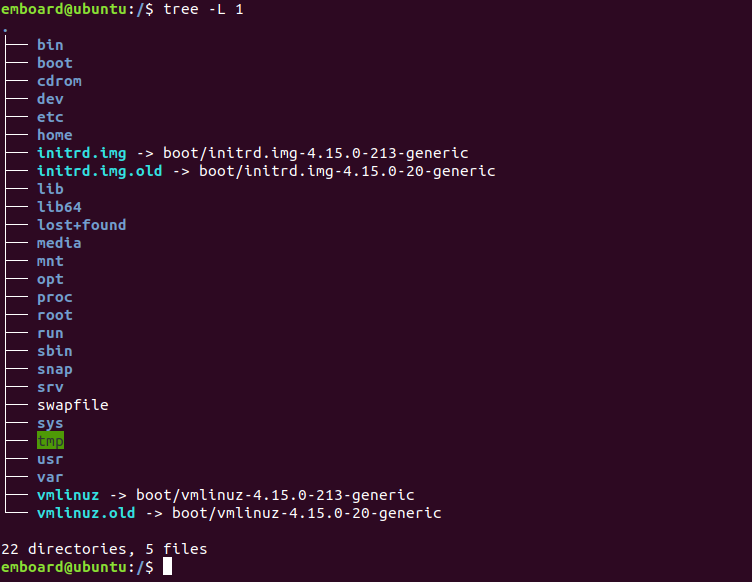 emboard@ubuntu:/$ tree -L 1
.
├── bin
├── boot
├── cdrom
├── dev
├── etc
├── home
├── initrd.img -> boot/initrd.img-4.15.0-213-generic
├── initrd.img.old -> boot/initrd.img-4.15.0-20-generic
├── lib
├── lib64
├── lost+found
├── media
├── mnt
├── opt
├── proc
├── root
├── run
├── sbin
├── snap
├── srv
├── swapfile
├── sys
├── tmp
├── usr
├── var
├── vmlinuz -> boot/vmlinuz-4.15.0-213-generic
└── vmlinuz.old -> boot/vmlinuz-4.15.0-20-generic
22 directories, 5 files
emboard@ubuntu:/$